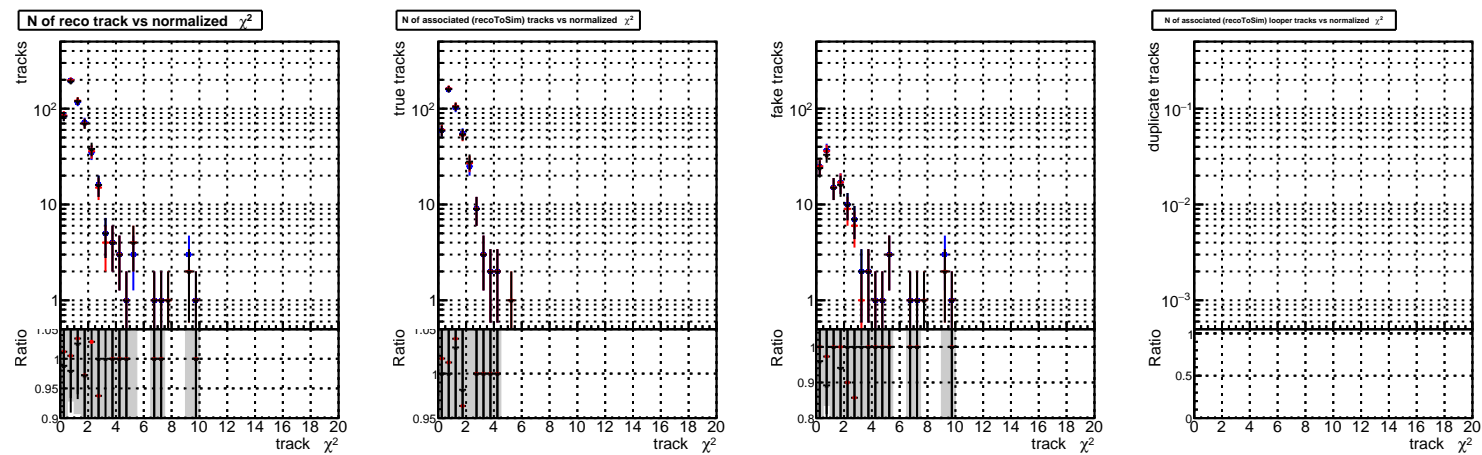 N of reco track vs normalized χ²
tracks
10²
10
1
Ratio
1.05
1
0.95
0.9
0 2 4 6 8 10 12 14 16 18 20
track χ²
N of associated (recoToSim) tracks vs normalized χ²
true tracks
10²
10
1
Ratio
1.05
1
0.95
0 2 4 6 8 10 12 14 16 18 20
track χ²
fake tracks
10²
10
1
Ratio
1
0.9
0.8
0 2 4 6 8 10 12 14 16 18 20
track χ²
N of associated (recoToSim) looper tracks vs normalized χ²
duplicate tracks
10⁻¹
10⁻²
10⁻³
Ratio
1
0.5
0
0 2 4 6 8 10 12 14 16 18 20
track χ²